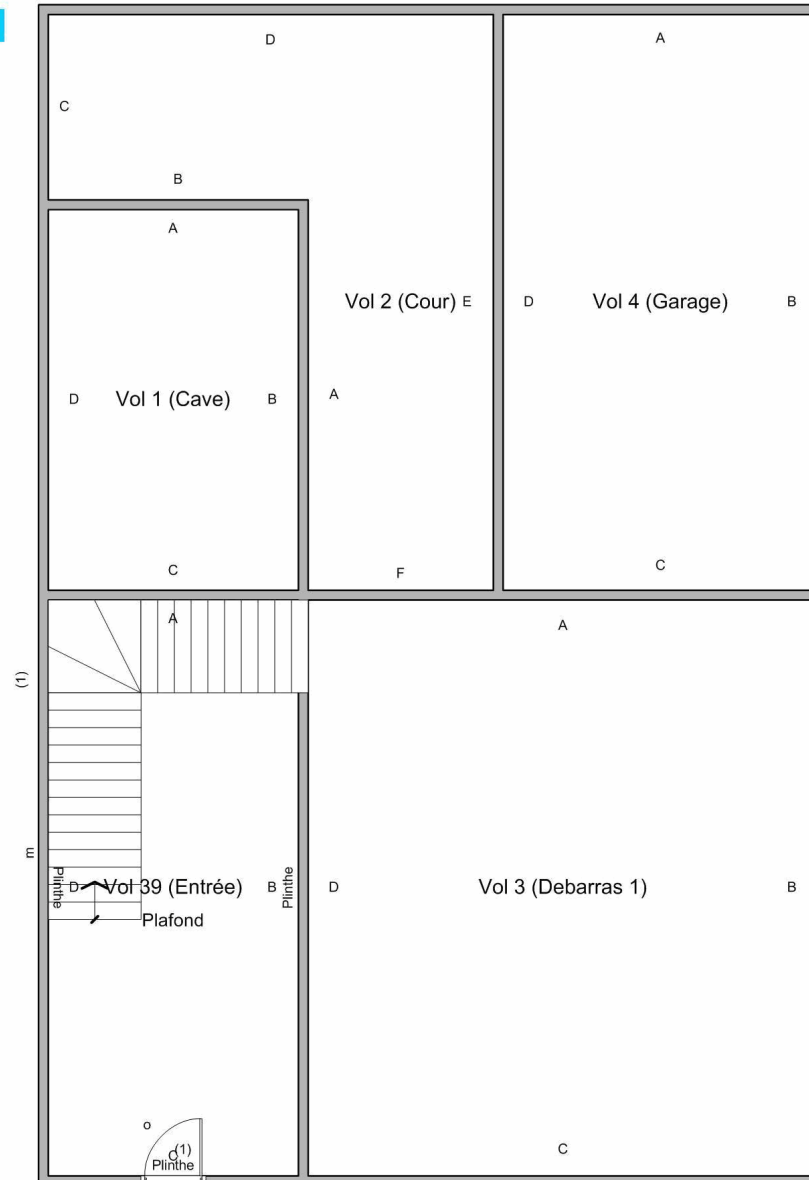 D
A
C
B
A
Vol 2 (Cour) E
D
Vol 4 (Garage)
B
D
Vol 1 (Cave)
B
A
C
F
C
A
A
(1)
m
Plinthe
D
Vol 39 (Entrée)
B
Plinthe
D
Vol 3 (Debarras 1)
B
Plafond
o
(1)
C
Plinthe
C